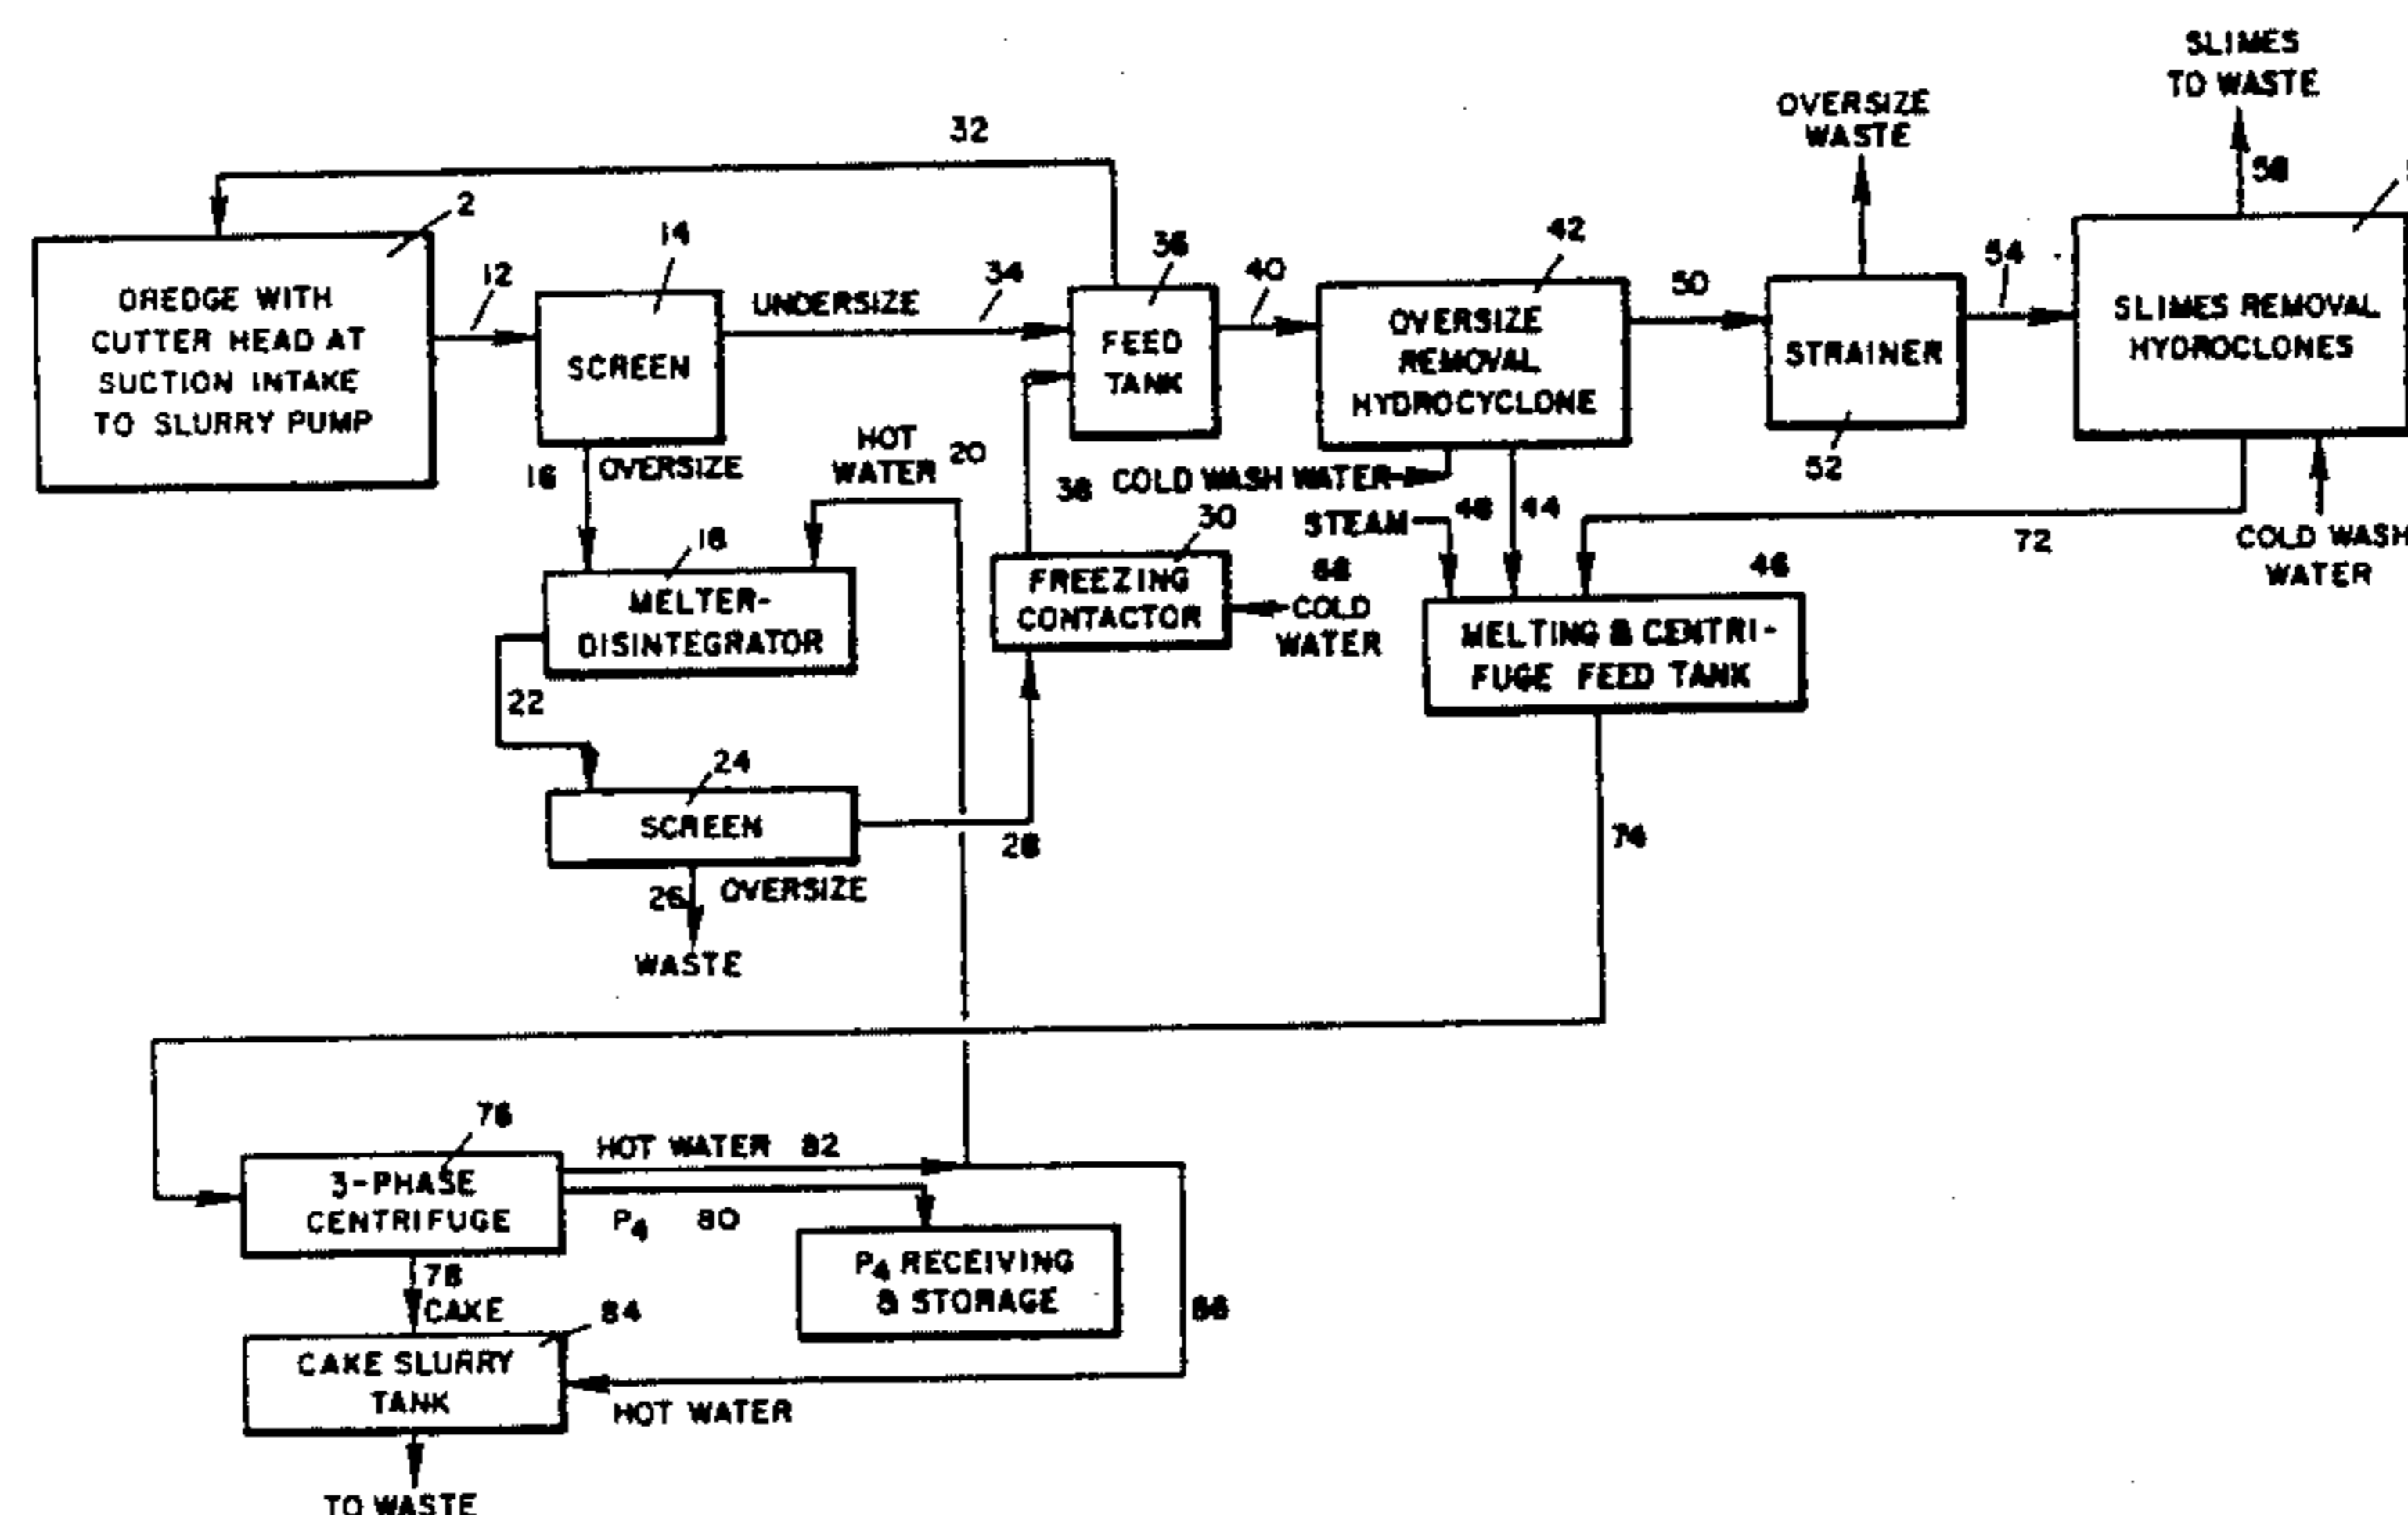 SLIMES
TO WASTE
OVERSIZE
WASTE
58
32
2
12
14
34
36
40
42
50
54
DREDGE WITH
CUTTER HEAD AT
SUCTION INTAKE
TO SLURRY PUMP
SCREEN
UNDERSIZE
FEED
TANK
OVERSIZE
REMOVAL
HYDROCYCLONE
STRAINER
52
SLIMES REMOVAL
HYDROCLONES
16 OVERSIZE
HOT
WATER 20
38 COLD WASH WATER
STEAM 48 44
72
COLD WASH
WATER
18
MELTER-
DISINTEGRATOR
30
FREEZING
CONTACTOR
COLD
WATER
46
MELTING & CENTRI-
FUGE FEED TANK
22
24
SCREEN
28
74
26 OVERSIZE
WASTE
76
3-PHASE
CENTRIFUGE
HOT WATER 82
P4 80
P4 RECEIVING
& STORAGE
78
CAKE
84
CAKE SLURRY
TANK
HOT WATER
TO WASTE